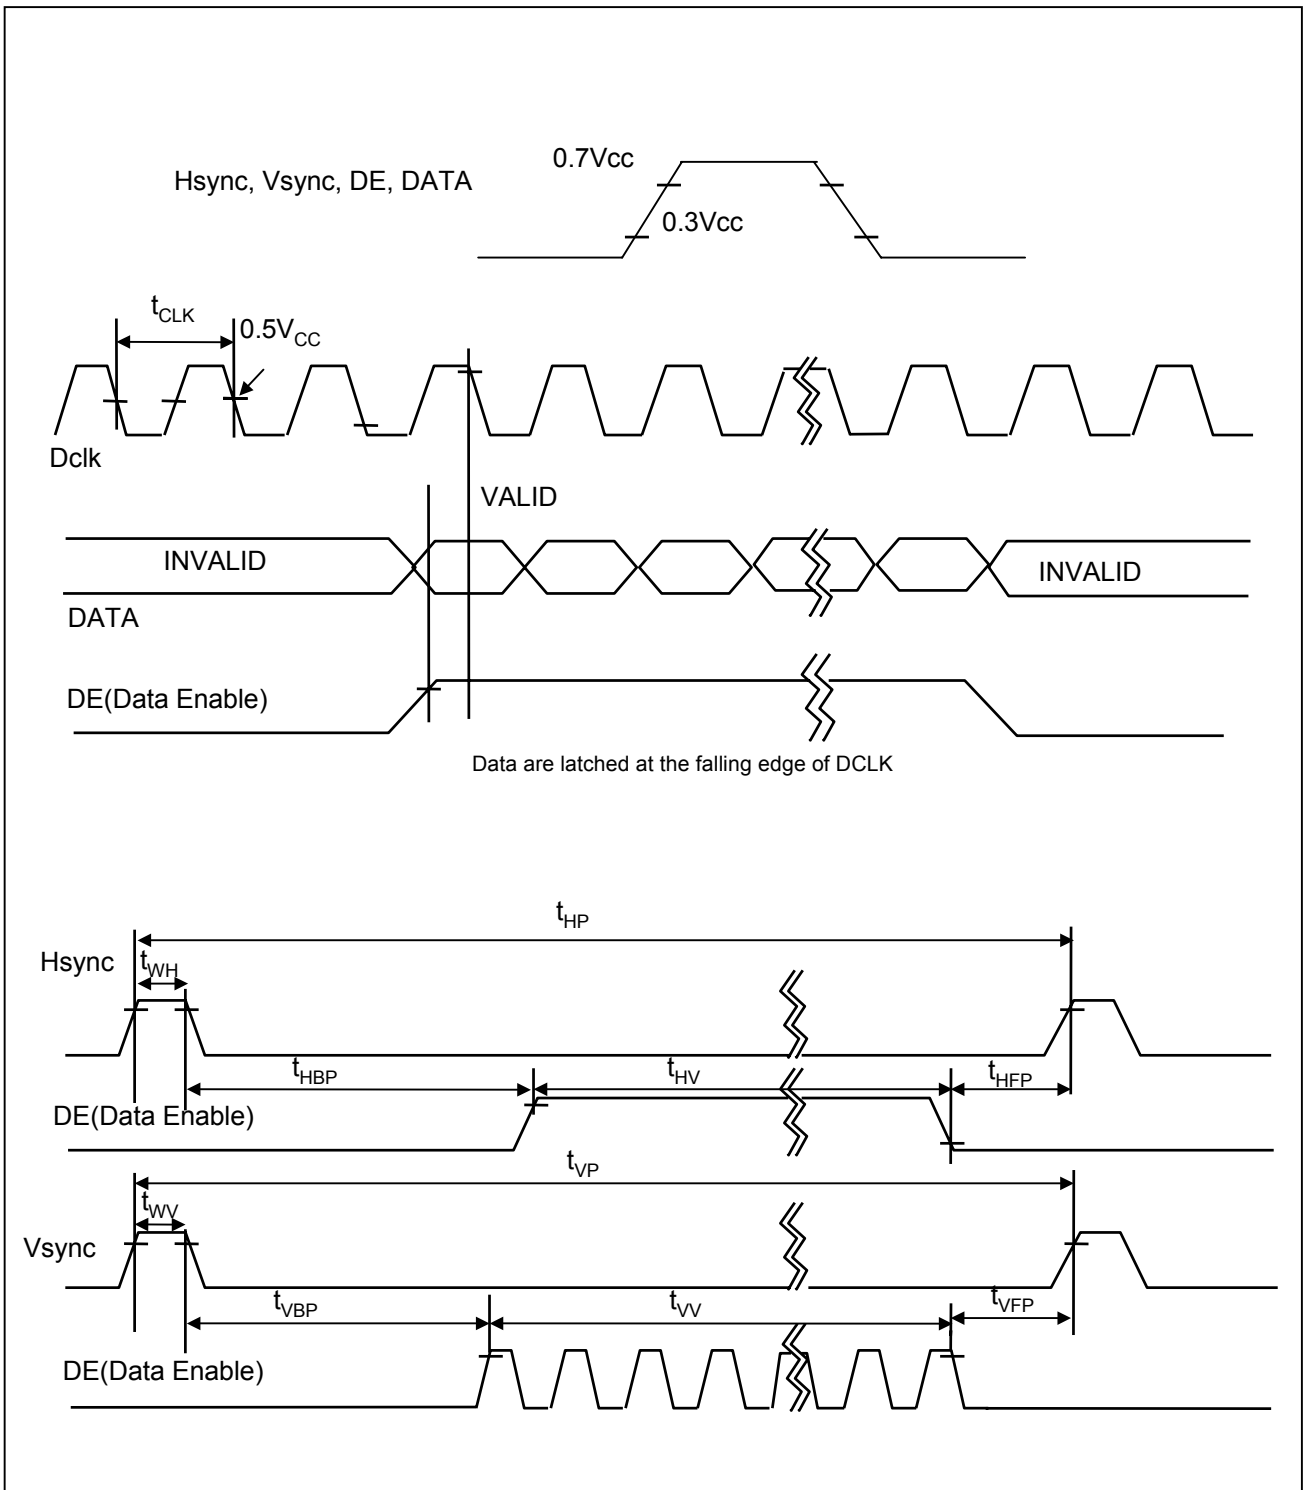 0.7Vcc
Hsync, Vsync, DE, DATA
0.3Vcc
tCLK
0.5VCC
Dclk
VALID
INVALID
INVALID
DATA
DE(Data Enable)
Data are latched at the falling edge of DCLK
tHP
Hsync
tWH
tHBP
tHV
tHFP
DE(Data Enable)
tVP
tWV
Vsync
tVBP
tVV
tVFP
DE(Data Enable)